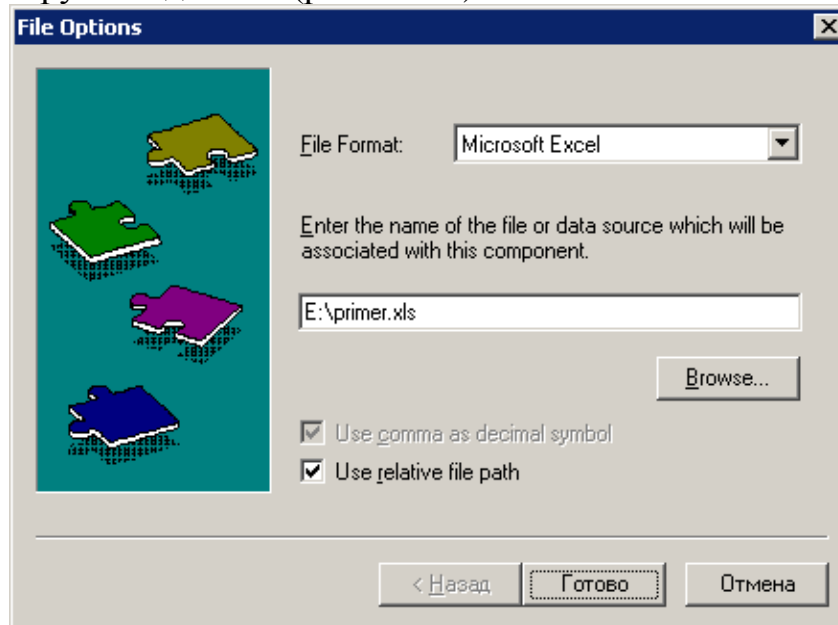 File Options
File Format: Microsoft Excel
Enter the name of the file or data source which will be
associated with this component.
E:\primer.xls
Browse...
Use comma as decimal symbol
Use relative file path
< Назад Готово Отмена